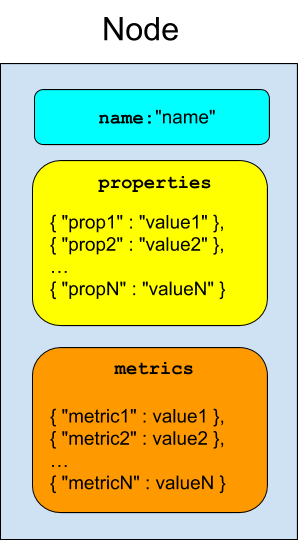 Node
name:"name"
properties
{ "prop1" : "value1" },
{ "prop2" : "value2" },
...
{ "propN" : "valueN" }
metrics
{ "metric1" : value1 },
{ "metric2" : value2 },
...
{ "metricN" : valueN }